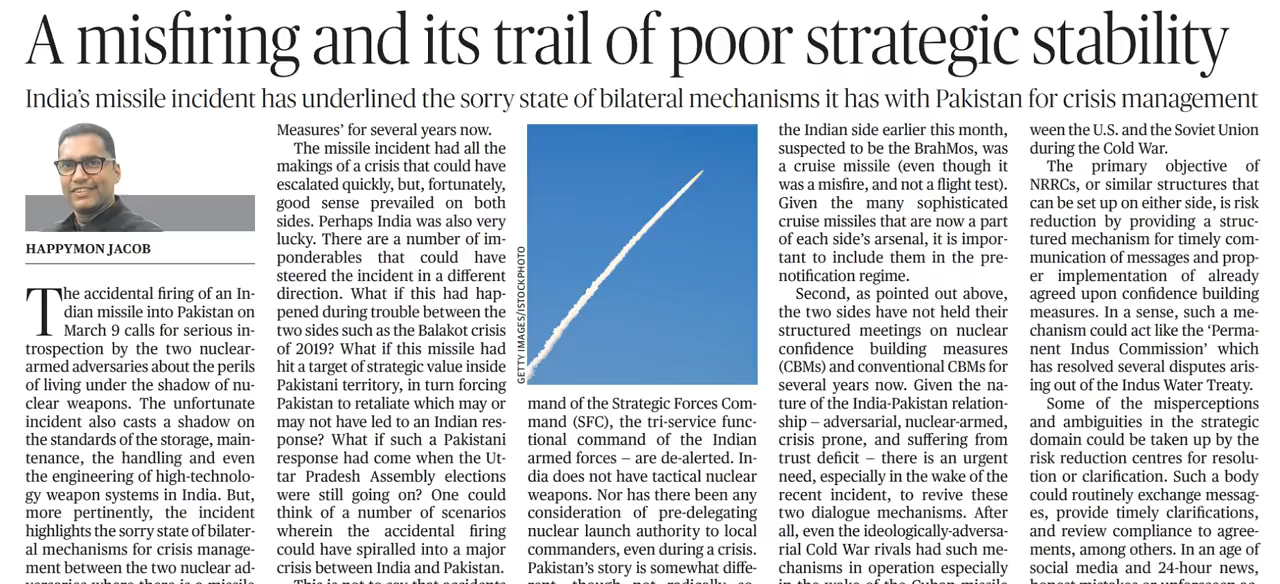 A misfiring and its trail of poor strategic stability
India's missile incident has underlined the sorry state of bilateral mechanisms it has with Pakistan for crisis management
HAPPYMON JACOB
The accidental firing of an In-
dian missile into Pakistan on
March 9 calls for serious in-
trospection by the two nuclear-
armed adversaries about the perils
of living under the shadow of nu-
clear weapons. The unfortunate
incident also casts a shadow on
the standards of the storage, main-
tenance, the handling and even
the engineering of high-technolo-
gy weapon systems in India. But,
more pertinently, the incident
highlights the sorry state of bilater-
al mechanisms for crisis manage-
ment between the two nuclear ad-
versaries where there is a missile
Measures' for several years now.
The missile incident had all the
makings of a crisis that could have
escalated quickly, but, fortunately,
good sense prevailed on both
sides. Perhaps India was also very
lucky. There are a number of im-
ponderables that could have
steered the incident in a different
direction. What if this had hap-
pened during trouble between the
two sides such as the Balakot crisis
of 2019? What if this missile had
hit a target of strategic value inside
Pakistani territory, in turn forcing
Pakistan to retaliate which may or
may not have led to an Indian res-
ponse? What if such a Pakistani
response had come when the Ut-
tar Pradesh Assembly elections
were still going on? One could
think of a number of scenarios
wherein the accidental firing
could have spiralled into a major
crisis between India and Pakistan.
This is not to say that accidents
GETTY IMAGES/ISTOCKPHOTO
mand of the Strategic Forces Com-
mand (SFC), the tri-service func-
tional command of the Indian
armed forces – are de-alerted. In-
dia does not have tactical nuclear
weapons. Nor has there been any
consideration of pre-delegating
nuclear launch authority to local
commanders, even during a crisis.
Pakistan's story is somewhat diffe-
rent, though not radically so.
the Indian side earlier this month,
suspected to be the BrahMos, was
a cruise missile (even though it
was a misfire, and not a flight test).
Given the many sophisticated
cruise missiles that are now a part
of each side's arsenal, it is impor-
tant to include them in the pre-
notification regime.
Second, as pointed out above,
the two sides have not held their
structured meetings on nuclear
confidence building measures
(CBMs) and conventional CBMs for
several years now. Given the na-
ture of the India-Pakistan relation-
ship – adversarial, nuclear-armed,
crisis prone, and suffering from
trust deficit – there is an urgent
need, especially in the wake of the
recent incident, to revive these
two dialogue mechanisms. After
all, even the ideologically-adversa-
rial Cold War rivals had such me-
chanisms in operation especially
in the wake of the Cuban missile
ween the U.S. and the Soviet Union
during the Cold War.
The primary objective of
NRRCs, or similar structures that
can be set up on either side, is risk
reduction by providing a struc-
tured mechanism for timely com-
munication of messages and prop-
er implementation of already
agreed upon confidence building
measures. In a sense, such a me-
chanism could act like the 'Perma-
nent Indus Commission' which
has resolved several disputes aris-
ing out of the Indus Water Treaty.
Some of the misperceptions
and ambiguities in the strategic
domain could be taken up by the
risk reduction centres for resolu-
tion or clarification. Such a body
could routinely exchange messag-
es, provide timely clarifications,
and review compliance to agree-
ments, among others. In an age of
social media and 24-hour news,
honest mistakes or unforeseen ac-